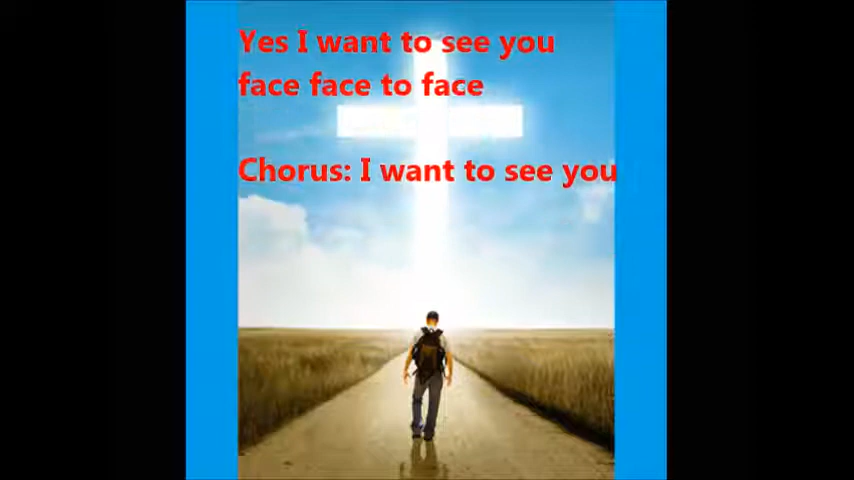 Yes I want to see you
face face to face
Chorus: I want to see you